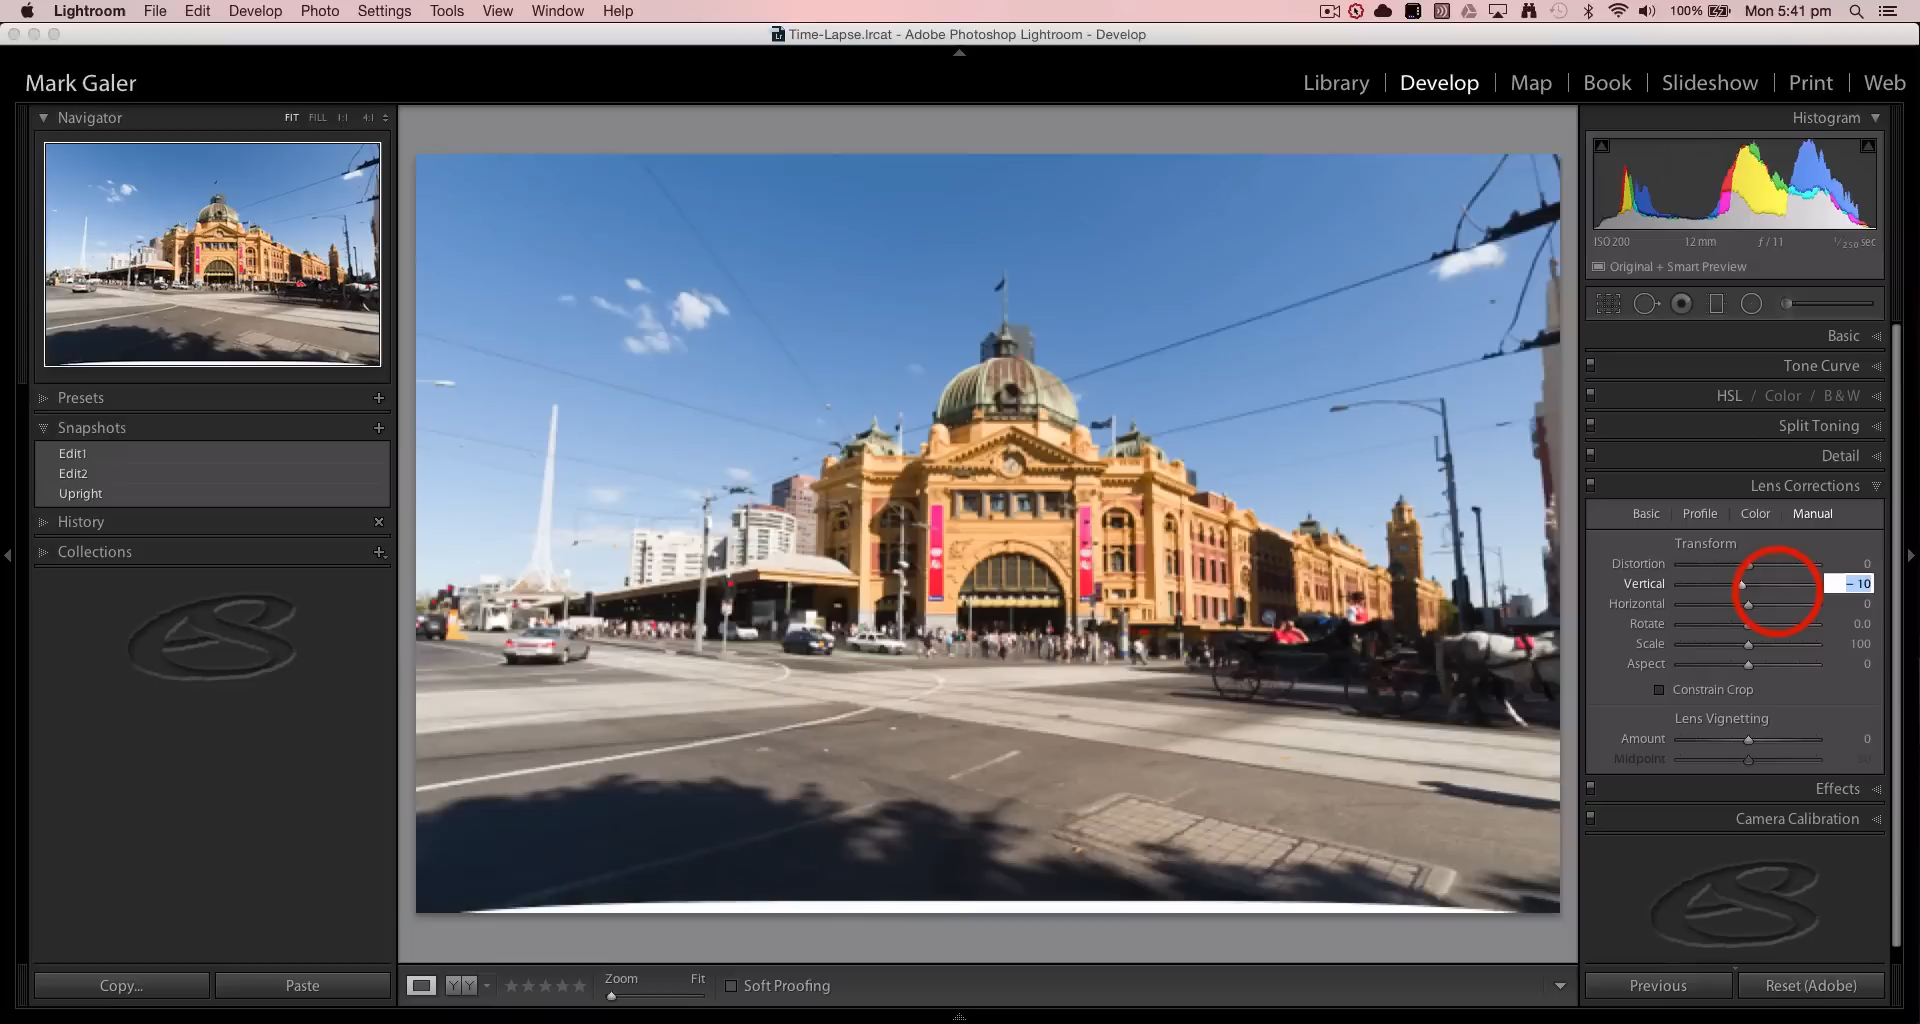 Lightroom File Edit Develop Photo Settings Tools View Window Help 100% Mon 5:41 pm
Time-Lapse.lrcat - Adobe Photoshop Lightroom - Develop
Mark Galer Library Develop Map Book Slideshow Print Web
Navigator FIT FILL 1:1 4:1
Presets
Snapshots
Edit1
Edit2
Upright
History
Collections
Copy... Paste
YY Zoom Fit Soft Proofing
Histogram
ISO 200 12 mm ƒ / 11 1/250 sec
Original + Smart Preview
Basic
Tone Curve
HSL / Color / B & W
Split Toning
Detail
Lens Corrections
Basic Profile Color Manual
Transform
Distortion 0
Vertical – 10
Horizontal 0
Rotate 0.0
Scale 100
Aspect 0
Constrain Crop
Lens Vignetting
Amount 0
Midpoint
Effects
Camera Calibration
Previous Reset (Adobe)